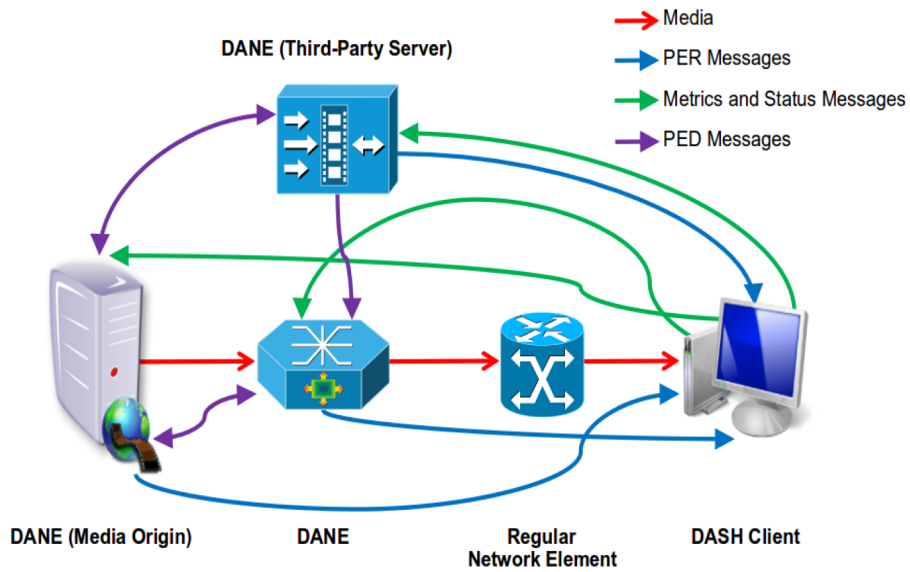 Media
DANE (Third-Party Server)
PER Messages
Metrics and Status Messages
PED Messages
DANE (Media Origin)
DANE
Regular
Network Element
DASH Client